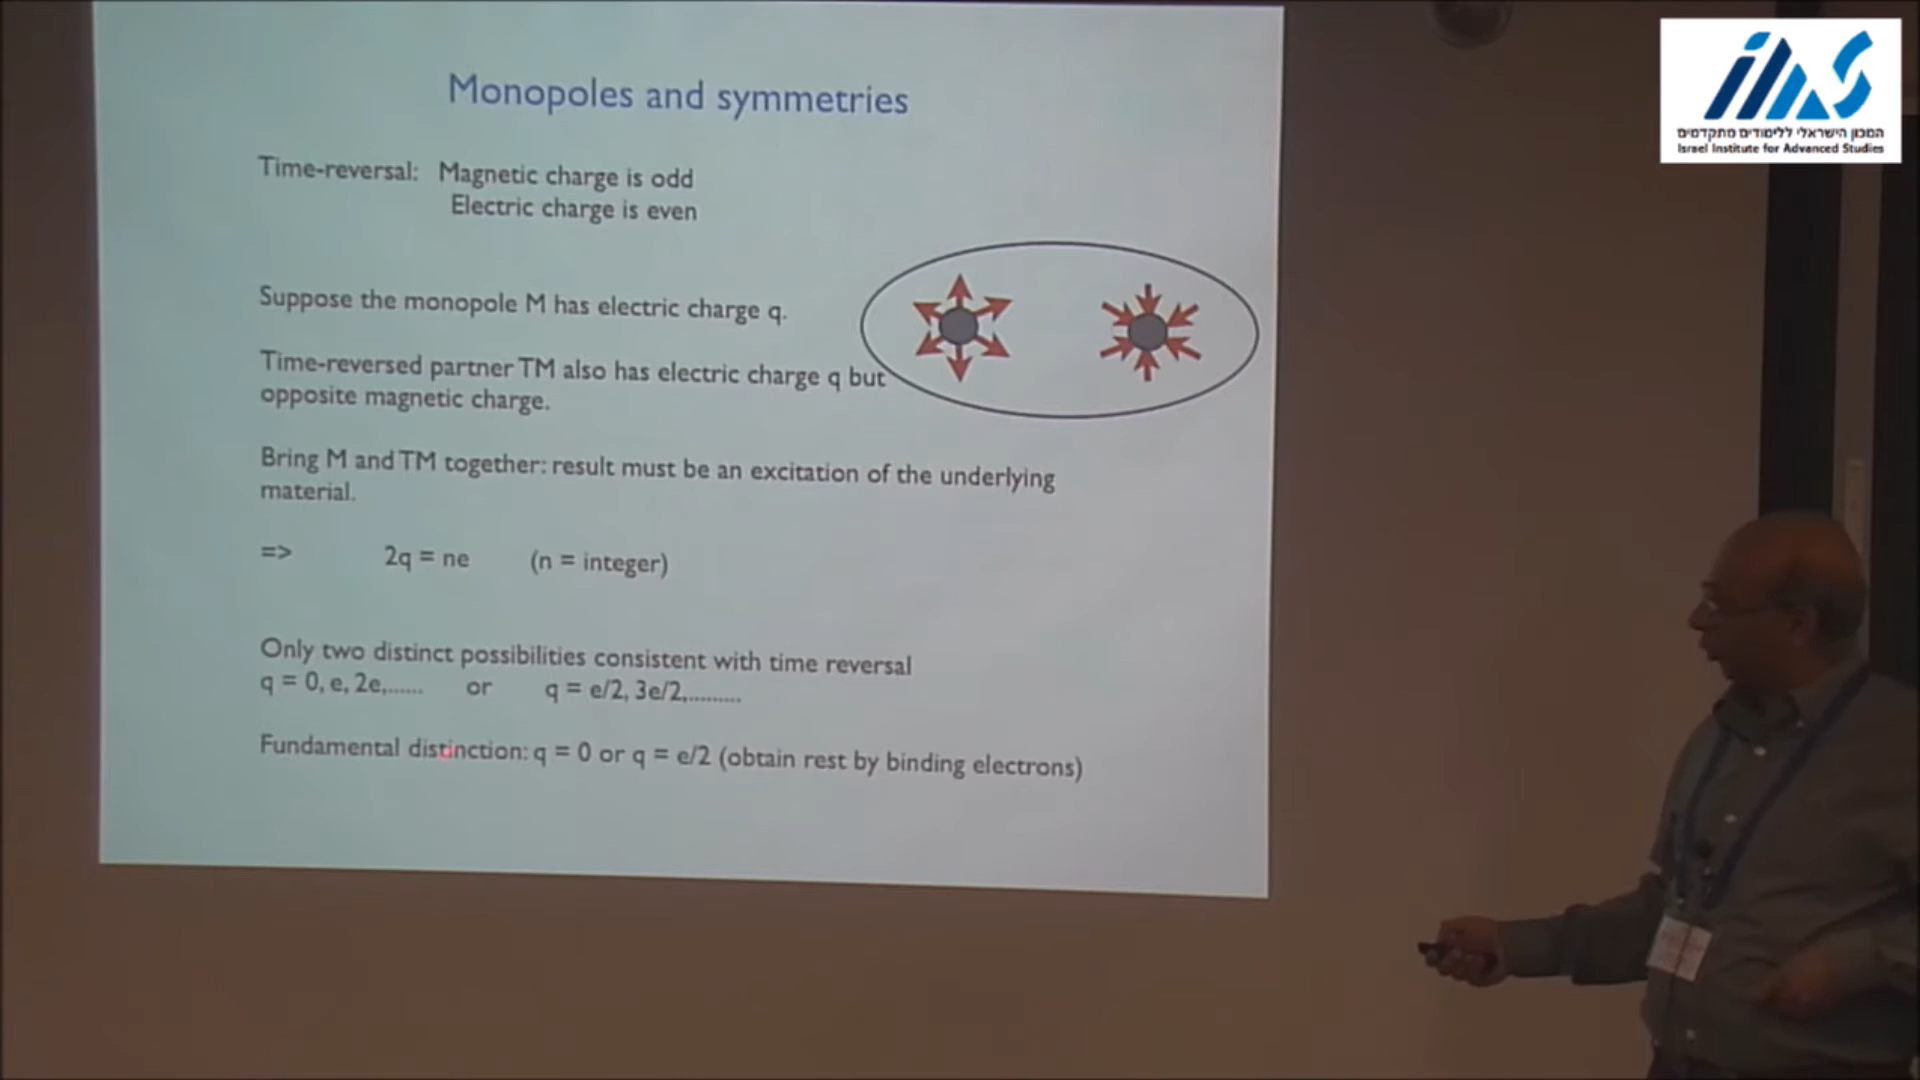 Monopoles and symmetries
Time-reversal: Magnetic charge is odd
Electric charge is even
Suppose the monopole M has electric charge q.
Time-reversed partner TM also has electric charge q but
opposite magnetic charge.
Bring M and TM together: result must be an excitation of the underlying
material.
=> 2q = ne (n = integer)
Only two distinct possibilities consistent with time reversal
q = 0, e, 2e,...... or q = e/2, 3e/2,.........
Fundamental distinction: q = 0 or q = e/2 (obtain rest by binding electrons)
המכון הישראלי ללימודים מתקדמים
Israel Institute for Advanced Studies